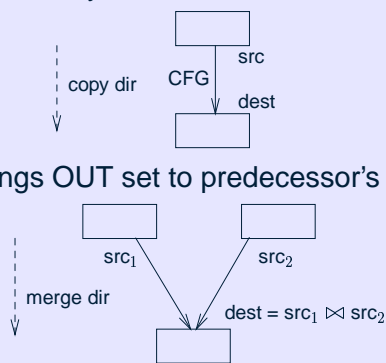 src
CFG
copy dir
dest
ngs OUT set to predecessor's
src₁
src₂
merge dir
dest = src₁ ⋈ src₂